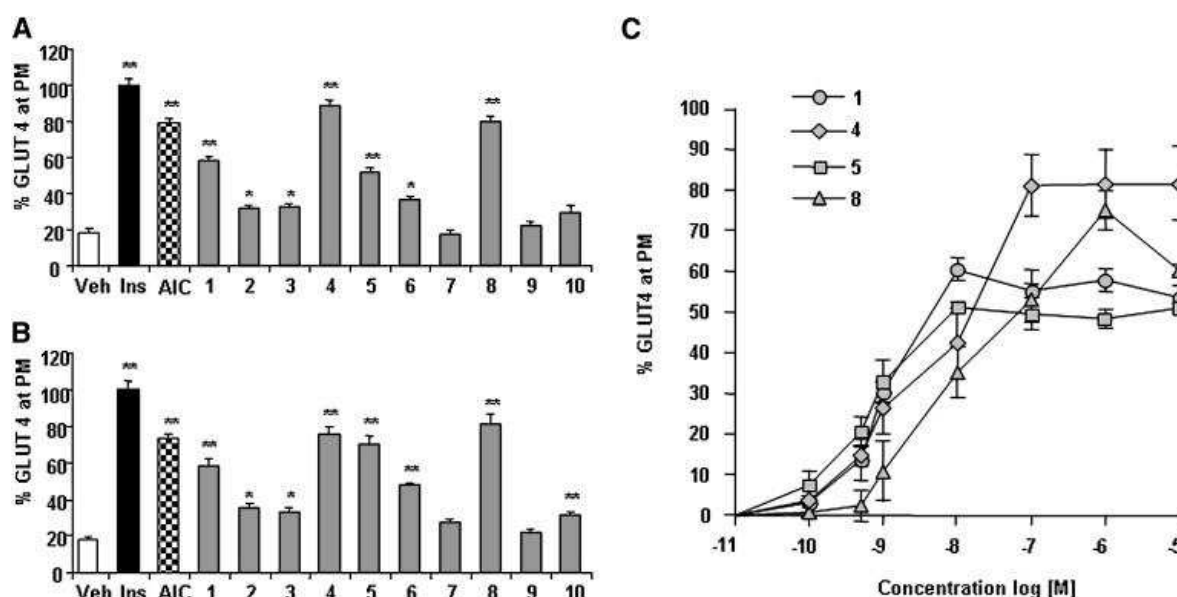 A
% GLUT 4 at PM
120
100
80
60
40
20
0
** ** ** ** * * ** ** * **
Veh Ins AIC 1 2 3 4 5 6 7 8 9 10
B
% GLUT 4 at PM
120
100
80
60
40
20
0
** ** ** * * ** ** ** ** **
Veh Ins AIC 1 2 3 4 5 6 7 8 9 10
C
1
4
5
8
% GLUT4 at PM
100
90
80
70
60
50
40
30
20
10
0
-11 -10 -9 -8 -7 -6 -5
Concentration log [M]